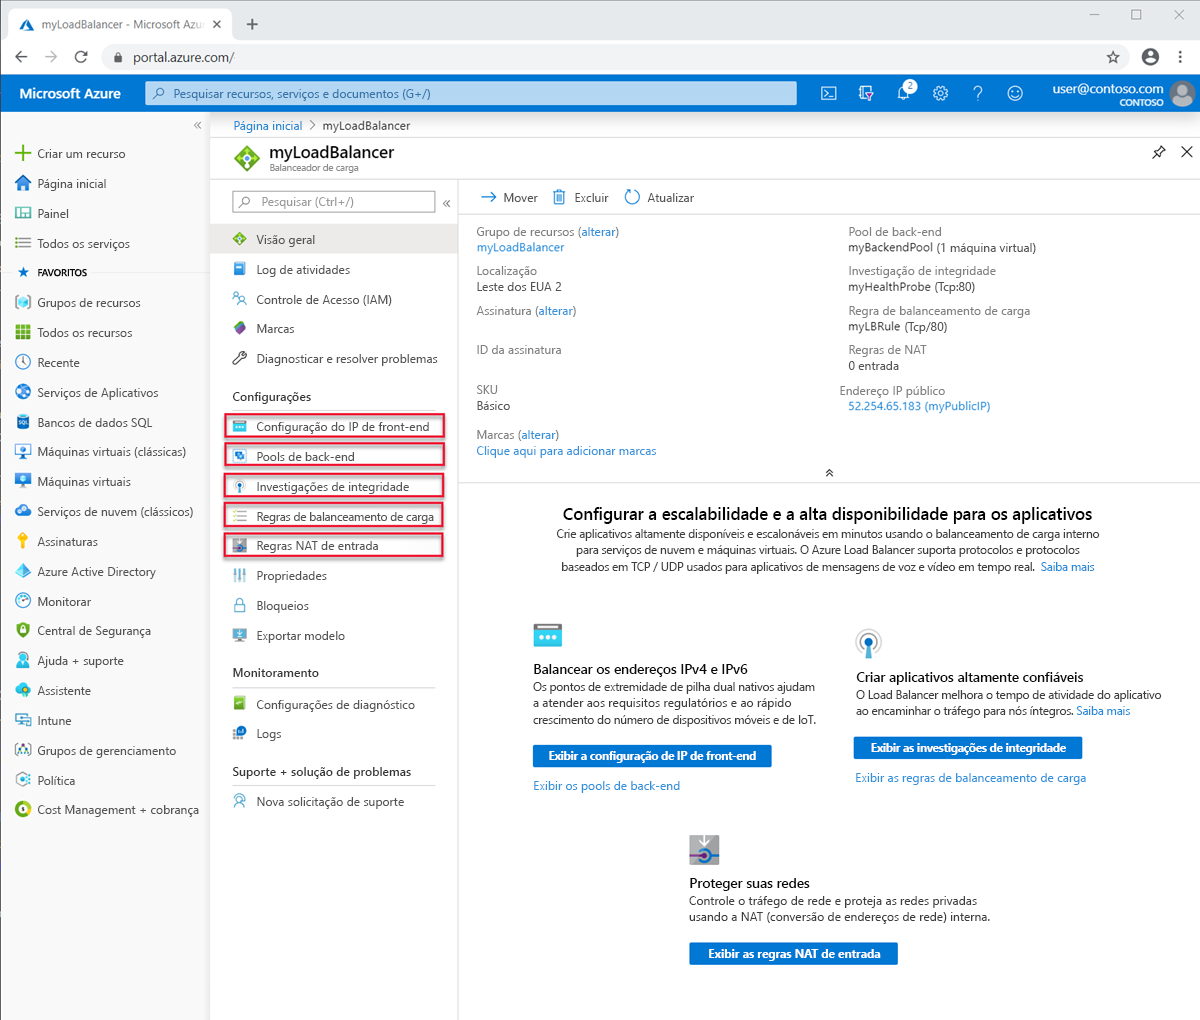 myLoadBalancer - Microsoft Azu
portal.azure.com/
Microsoft Azure
Pesquisar recursos, serviços e documentos (G+/)
2
user@contoso.com
CONTOSO
Página inicial > myLoadBalancer
myLoadBalancer
Balanceador de carga
Criar um recurso
Página inicial
Painel
Todos os serviços
FAVORITOS
Grupos de recursos
Todos os recursos
Recente
Serviços de Aplicativos
Bancos de dados SQL
Máquinas virtuais (clássicas)
Máquinas virtuais
Serviços de nuvem (clássicos)
Assinaturas
Azure Active Directory
Monitorar
Central de Segurança
Ajuda + suporte
Assistente
Intune
Grupos de gerenciamento
Política
Cost Management + cobrança
Pesquisar (Ctrl+/)
Visão geral
Log de atividades
Controle de Acesso (IAM)
Marcas
Diagnosticar e resolver problemas
Configurações
Configuração do IP de front-end
Pools de back-end
Investigações de integridade
Regras de balanceamento de carga
Regras NAT de entrada
Propriedades
Bloqueios
Exportar modelo
Monitoramento
Configurações de diagnóstico
Logs
Suporte + solução de problemas
Nova solicitação de suporte
Mover
Excluir
Atualizar
Grupo de recursos (alterar)
myLoadBalancer
Localização
Leste dos EUA 2
Assinatura (alterar)
ID da assinatura
SKU
Básico
Marcas (alterar)
Clique aqui para adicionar marcas
Pool de back-end
myBackendPool (1 máquina virtual)
Investigação de integridade
myHealthProbe (Tcp:80)
Regra de balanceamento de carga
myLBRule (Tcp/80)
Regras de NAT
0 entrada
Endereço IP público
52.254.65.183 (myPublicIP)
Configurar a escalabilidade e a alta disponibilidade para os aplicativos
Crie aplicativos altamente disponíveis e escalonáveis em minutos usando o balanceamento de carga interno
para serviços de nuvem e máquinas virtuais. O Azure Load Balancer suporta protocolos e protocolos
baseados em TCP / UDP usados para aplicativos de mensagens de voz e vídeo em tempo real. Saiba mais
Balancear os endereços IPv4 e IPv6
Os pontos de extremidade de pilha dual nativos ajudam
a atender aos requisitos regulatórios e ao rápido
crescimento do número de dispositivos móveis e de IoT.
Exibir a configuração de IP de front-end
Exibir os pools de back-end
Criar aplicativos altamente confiáveis
O Load Balancer melhora o tempo de atividade do aplicativo
ao encaminhar o tráfego para nós íntegros. Saiba mais
Exibir as investigações de integridade
Exibir as regras de balanceamento de carga
Proteger suas redes
Controle o tráfego de rede e proteja as redes privadas
usando a NAT (conversão de endereços de rede) interna.
Exibir as regras NAT de entrada